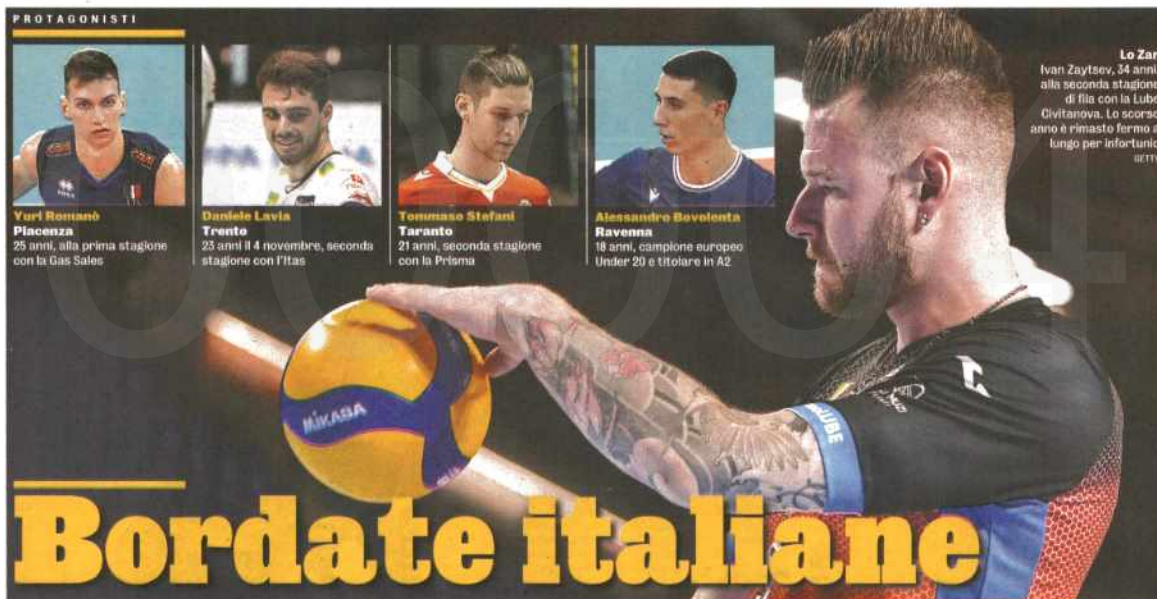 PROTAGONISTI
Yuri Romanò
Piacenza
25 anni, alla prima stagione
con la Gas Sales
Daniele Lavia
Trento
23 anni il 4 novembre, seconda
stagione con l'Itas
Tommaso Stefani
Taranto
21 anni, seconda stagione
con la Prisma
Alessandro Bovolenta
Ravenna
18 anni, campione europeo
Under 20 e titolare in A2
Lo Zar
Ivan Zaytsev, 34 anni,
alla seconda stagione
di fila con la Lube
Civitanova. Lo scorso
anno è rimasto fermo a
lungo per infortunio
GETTY
MIKASA
LUBE
Bordate italiane